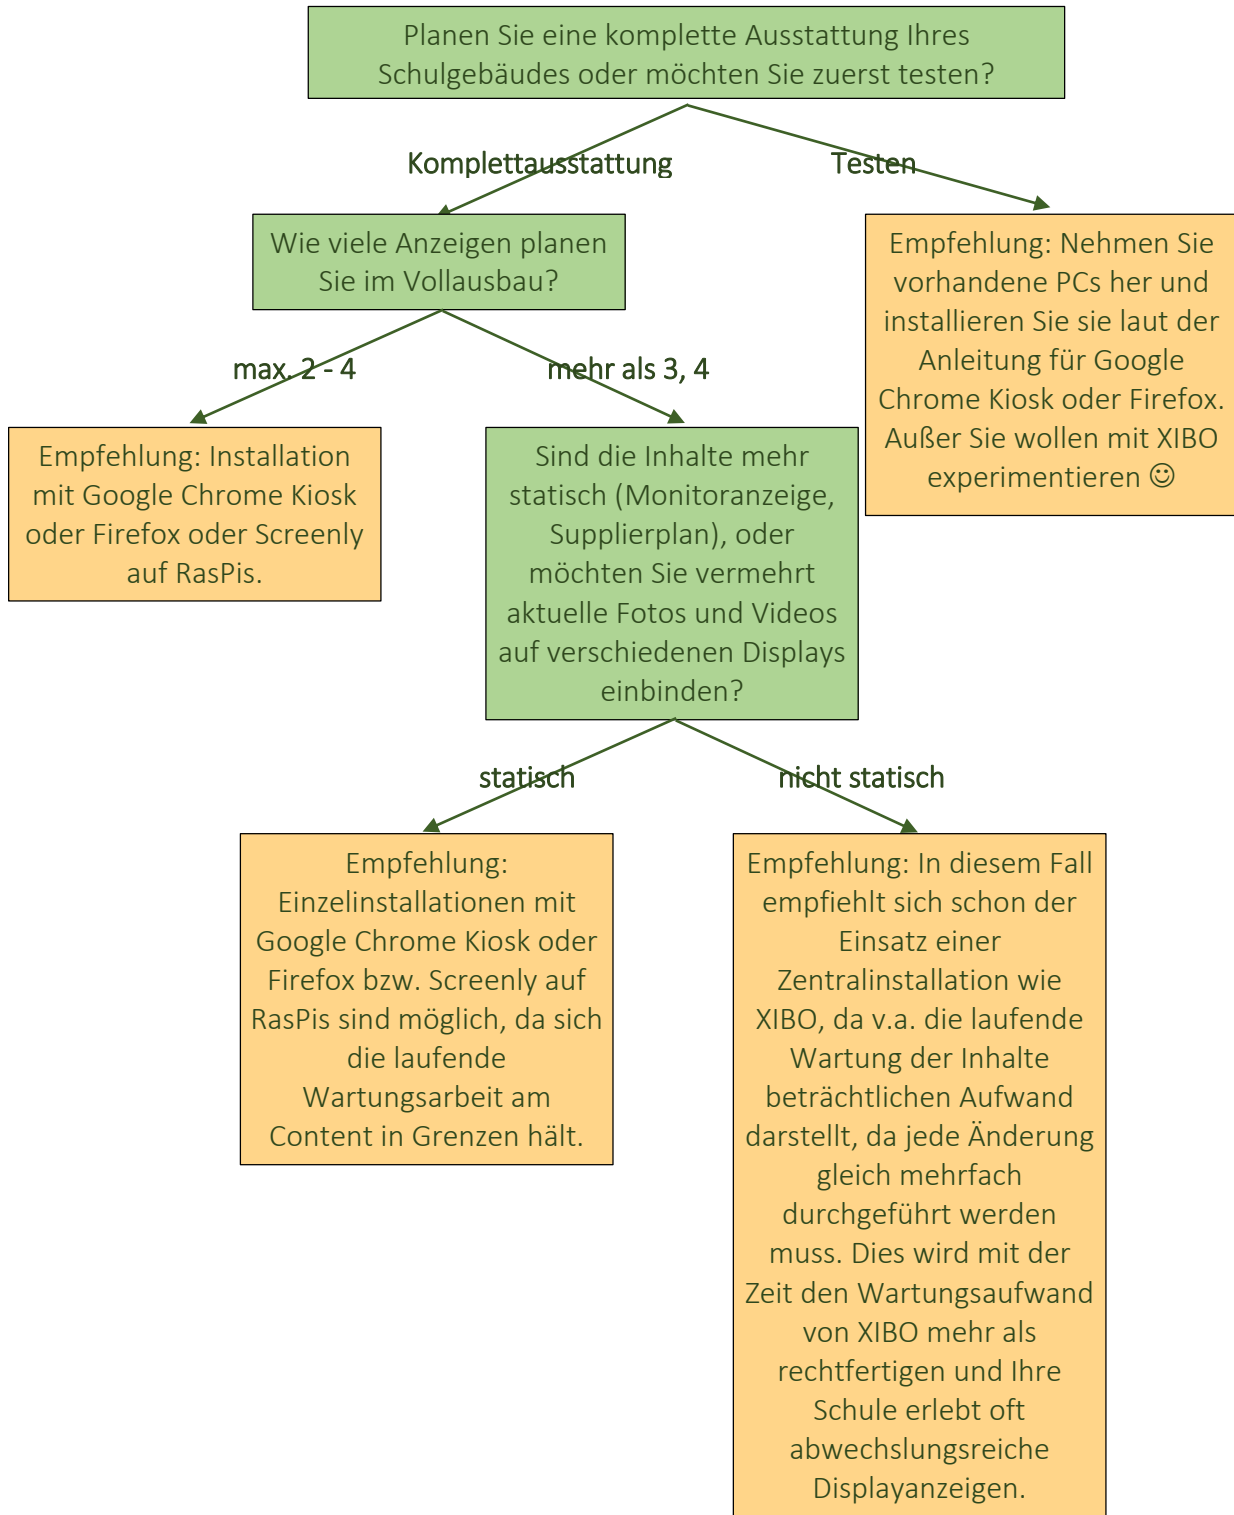 Planen Sie eine komplette Ausstattung Ihres
Schulgebäudes oder möchten Sie zuerst testen?
Komplettausstattung
Testen
Wie viele Anzeigen planen
Sie im Vollausbau?
Empfehlung: Nehmen Sie
vorhandene PCs her und
installieren Sie sie laut der
Anleitung für Google
Chrome Kiosk oder Firefox.
Außer Sie wollen mit XIBO
experimentieren ☺
max. 2 - 4
mehr als 3, 4
Empfehlung: Installation
mit Google Chrome Kiosk
oder Firefox oder Screenly
auf RasPis.
Sind die Inhalte mehr
statisch (Monitoranzeige,
Supplierplan), oder
möchten Sie vermehrt
aktuelle Fotos und Videos
auf verschiedenen Displays
einbinden?
statisch
nicht statisch
Empfehlung:
Einzelinstallationen mit
Google Chrome Kiosk oder
Firefox bzw. Screenly auf
RasPis sind möglich, da sich
die laufende
Wartungsarbeit am
Content in Grenzen hält.
Empfehlung: In diesem Fall
empfiehlt sich schon der
Einsatz einer
Zentralinstallation wie
XIBO, da v.a. die laufende
Wartung der Inhalte
beträchtlichen Aufwand
darstellt, da jede Änderung
gleich mehrfach
durchgeführt werden
muss. Dies wird mit der
Zeit den Wartungsaufwand
von XIBO mehr als
rechtfertigen und Ihre
Schule erlebt oft
abwechslungsreiche
Displayanzeigen.